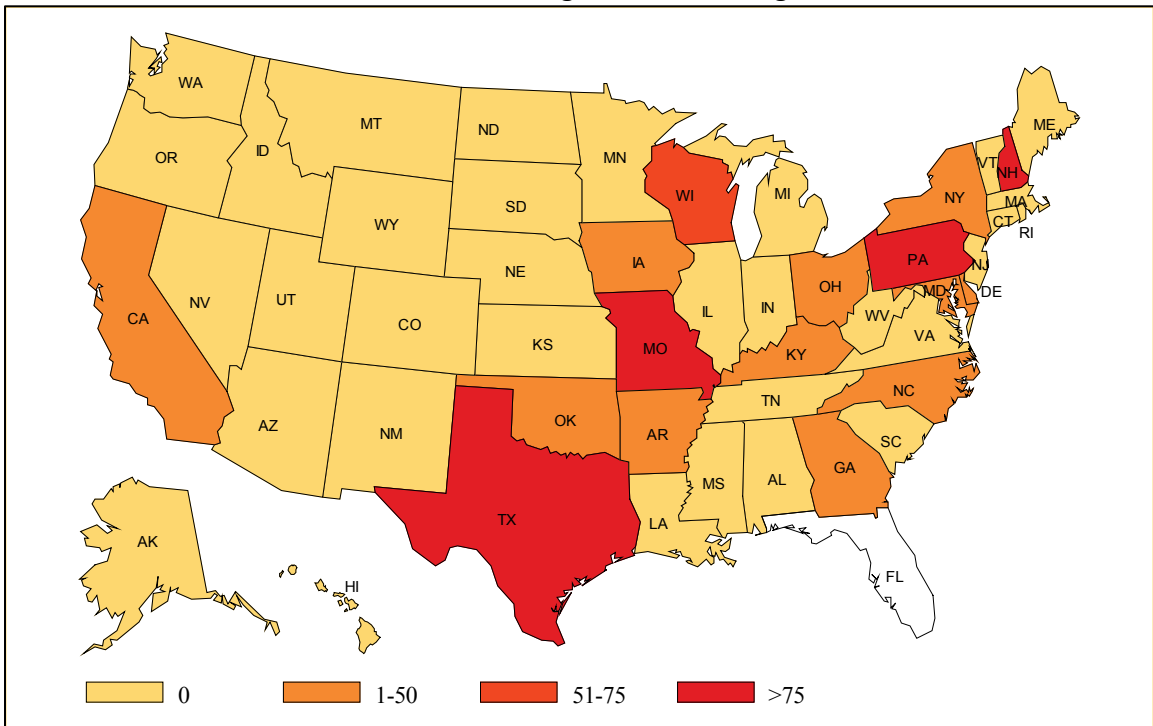 WA
MT
ND
ME
OR
ID
MN
VT
NH
WI
MI
NY
MA
SD
WY
CT
RI
PA
IA
NE
NJ
OH
MD
DE
NV
UT
IL
IN
WV
CA
CO
VA
KS
MO
KY
NC
TN
OK
AZ
NM
AR
SC
GA
MS
AL
TX
LA
AK
FL
HI
0
1-50
51-75
>75